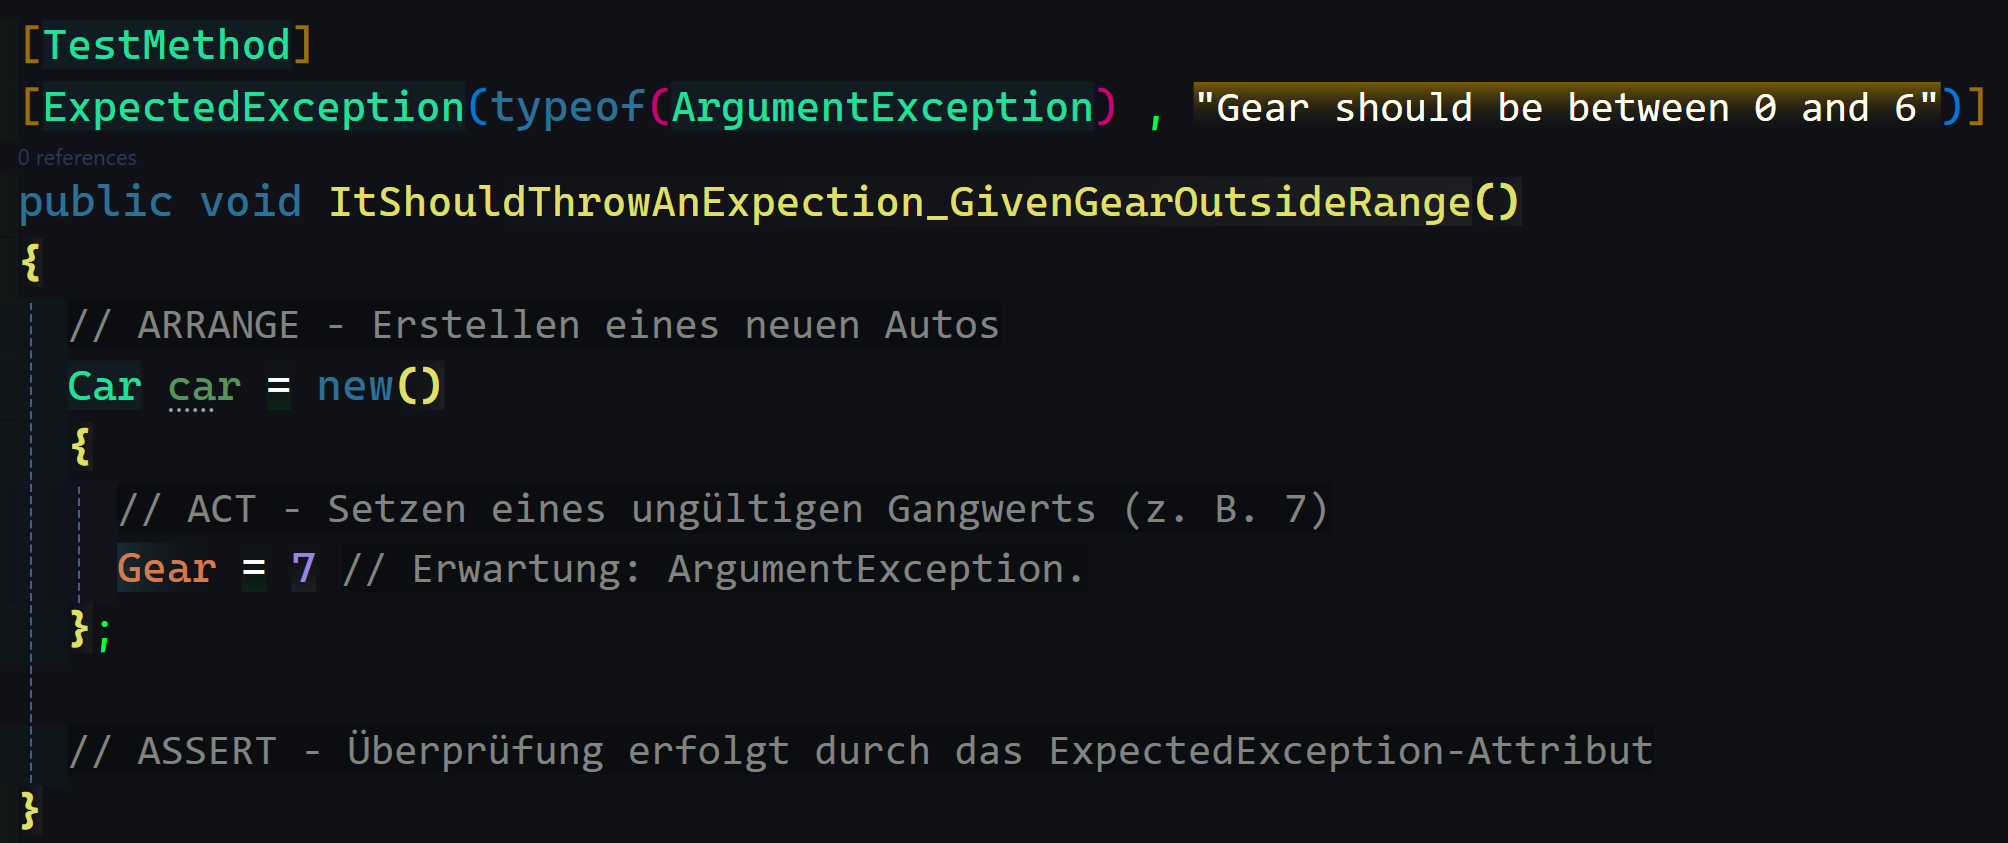 [TestMethod]
[ExpectedException(typeof(ArgumentException) , "Gear should be between 0 and 6")]
0 references
public void ItShouldThrowAnExpection_GivenGearOutsideRange()
{
// ARRANGE - Erstellen eines neuen Autos
Car car = new()
{
// ACT - Setzen eines ungültigen Gangwerts (z. B. 7)
Gear = 7 // Erwartung: ArgumentException.
};
// ASSERT - Überprüfung erfolgt durch das ExpectedException-Attribut
}